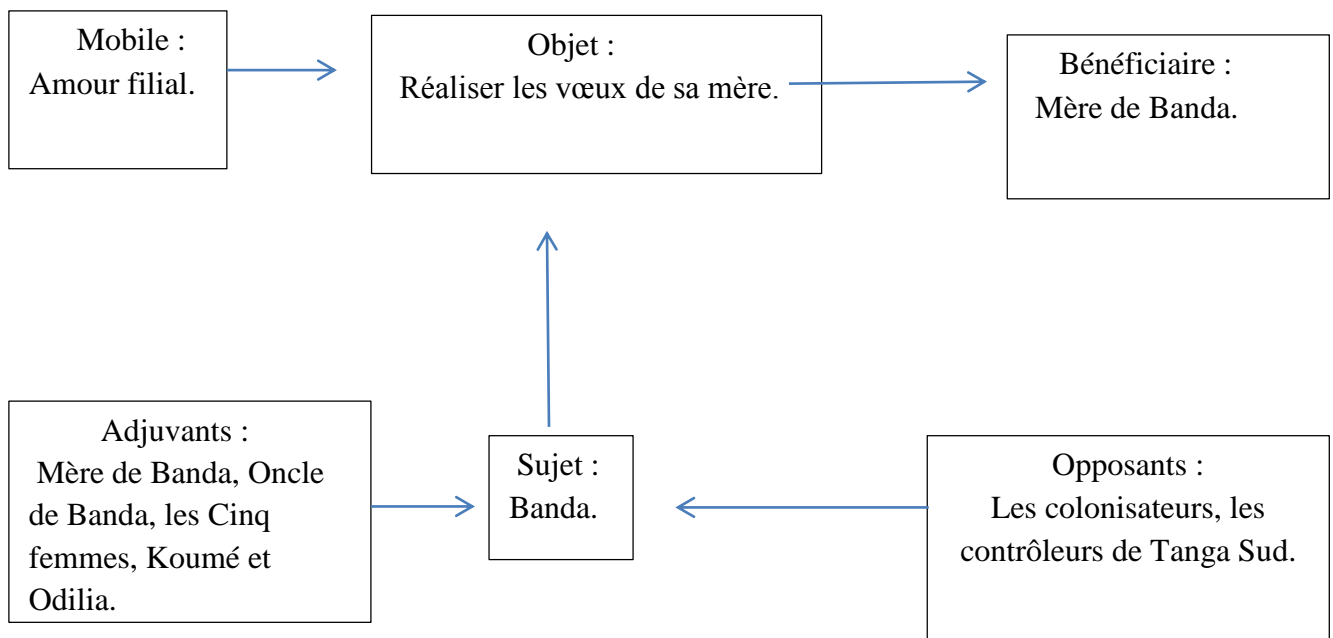 Mobile :
Amour filial.
Objet :
Réaliser les vœux de sa mère.
Bénéficiaire :
Mère de Banda.
Adjuvants :
Mère de Banda, Oncle
de Banda, les Cinq
femmes, Koumé et
Odilia.
Sujet :
Banda.
Opposants :
Les colonisateurs, les
contrôleurs de Tanga Sud.